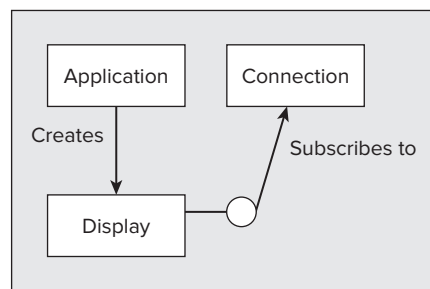 Application
Connection
Creates
Subscribes to
Display